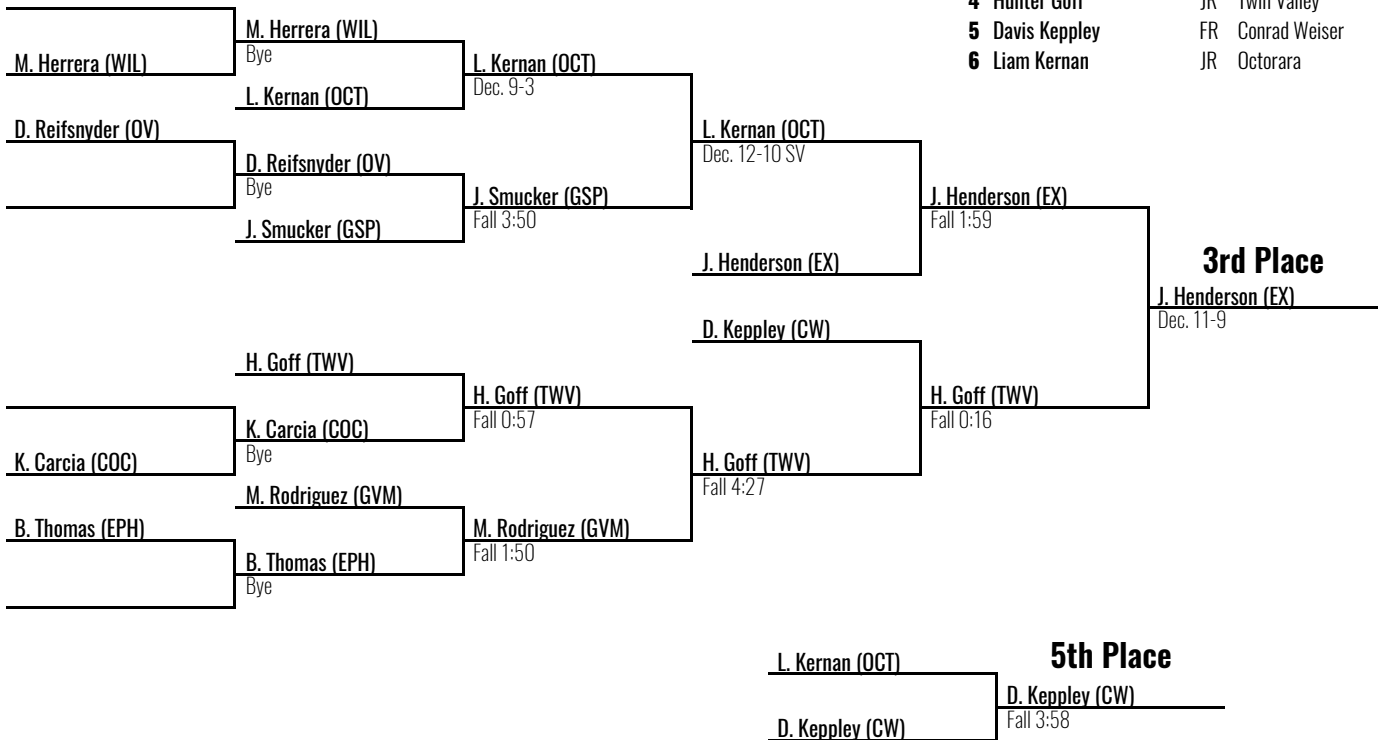 4 Hunter Goff JR Twin Valley
M. Herrera (WIL)
Bye
5 Davis Keppley FR Conrad Weiser
M. Herrera (WIL)
L. Kernan (OCT)
Dec. 9-3
6 Liam Kernan JR Octorara
L. Kernan (OCT)
D. Reifsnyder (OV)
L. Kernan (OCT)
Dec. 12-10 SV
D. Reifsnyder (OV)
Bye
J. Smucker (GSP)
Fall 3:50
J. Henderson (EX)
Fall 1:59
J. Smucker (GSP)
J. Henderson (EX)
3rd Place
J. Henderson (EX)
Dec. 11-9
D. Keppley (CW)
H. Goff (TWV)
H. Goff (TWV)
Fall 0:57
H. Goff (TWV)
Fall 0:16
K. Carcia (COC)
Bye
K. Carcia (COC)
H. Goff (TWV)
Fall 4:27
M. Rodriguez (GVM)
B. Thomas (EPH)
M. Rodriguez (GVM)
Fall 1:50
B. Thomas (EPH)
Bye
5th Place
L. Kernan (OCT)
D. Keppley (CW)
Fall 3:58
D. Keppley (CW)